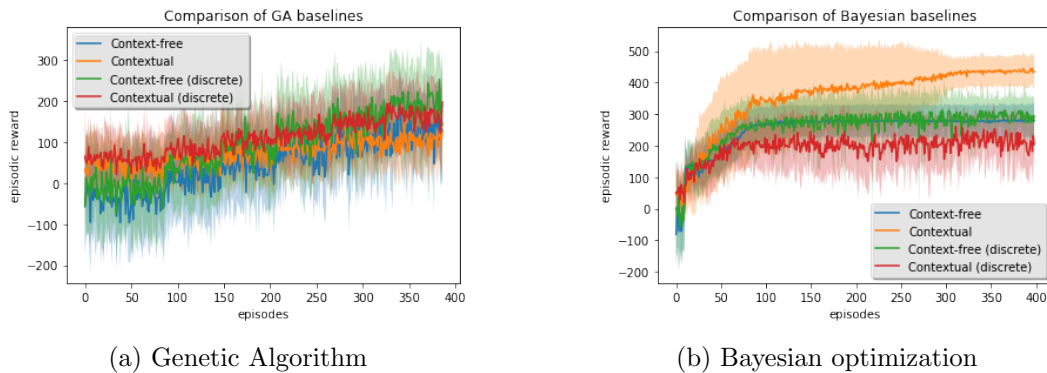 Comparison of GA baselines
episodic reward
300
200
100
0
−100
−200
Context-free
Contextual
Context-free (discrete)
Contextual (discrete)
0 50 100 150 200 250 300 350 400
episodes
(a) Genetic Algorithm
Comparison of Bayesian baselines
episodic reward
500
400
300
200
100
0
−100
−200
Context-free
Contextual
Context-free (discrete)
Contextual (discrete)
0 50 100 150 200 250 300 350 400
episodes
(b) Bayesian optimization